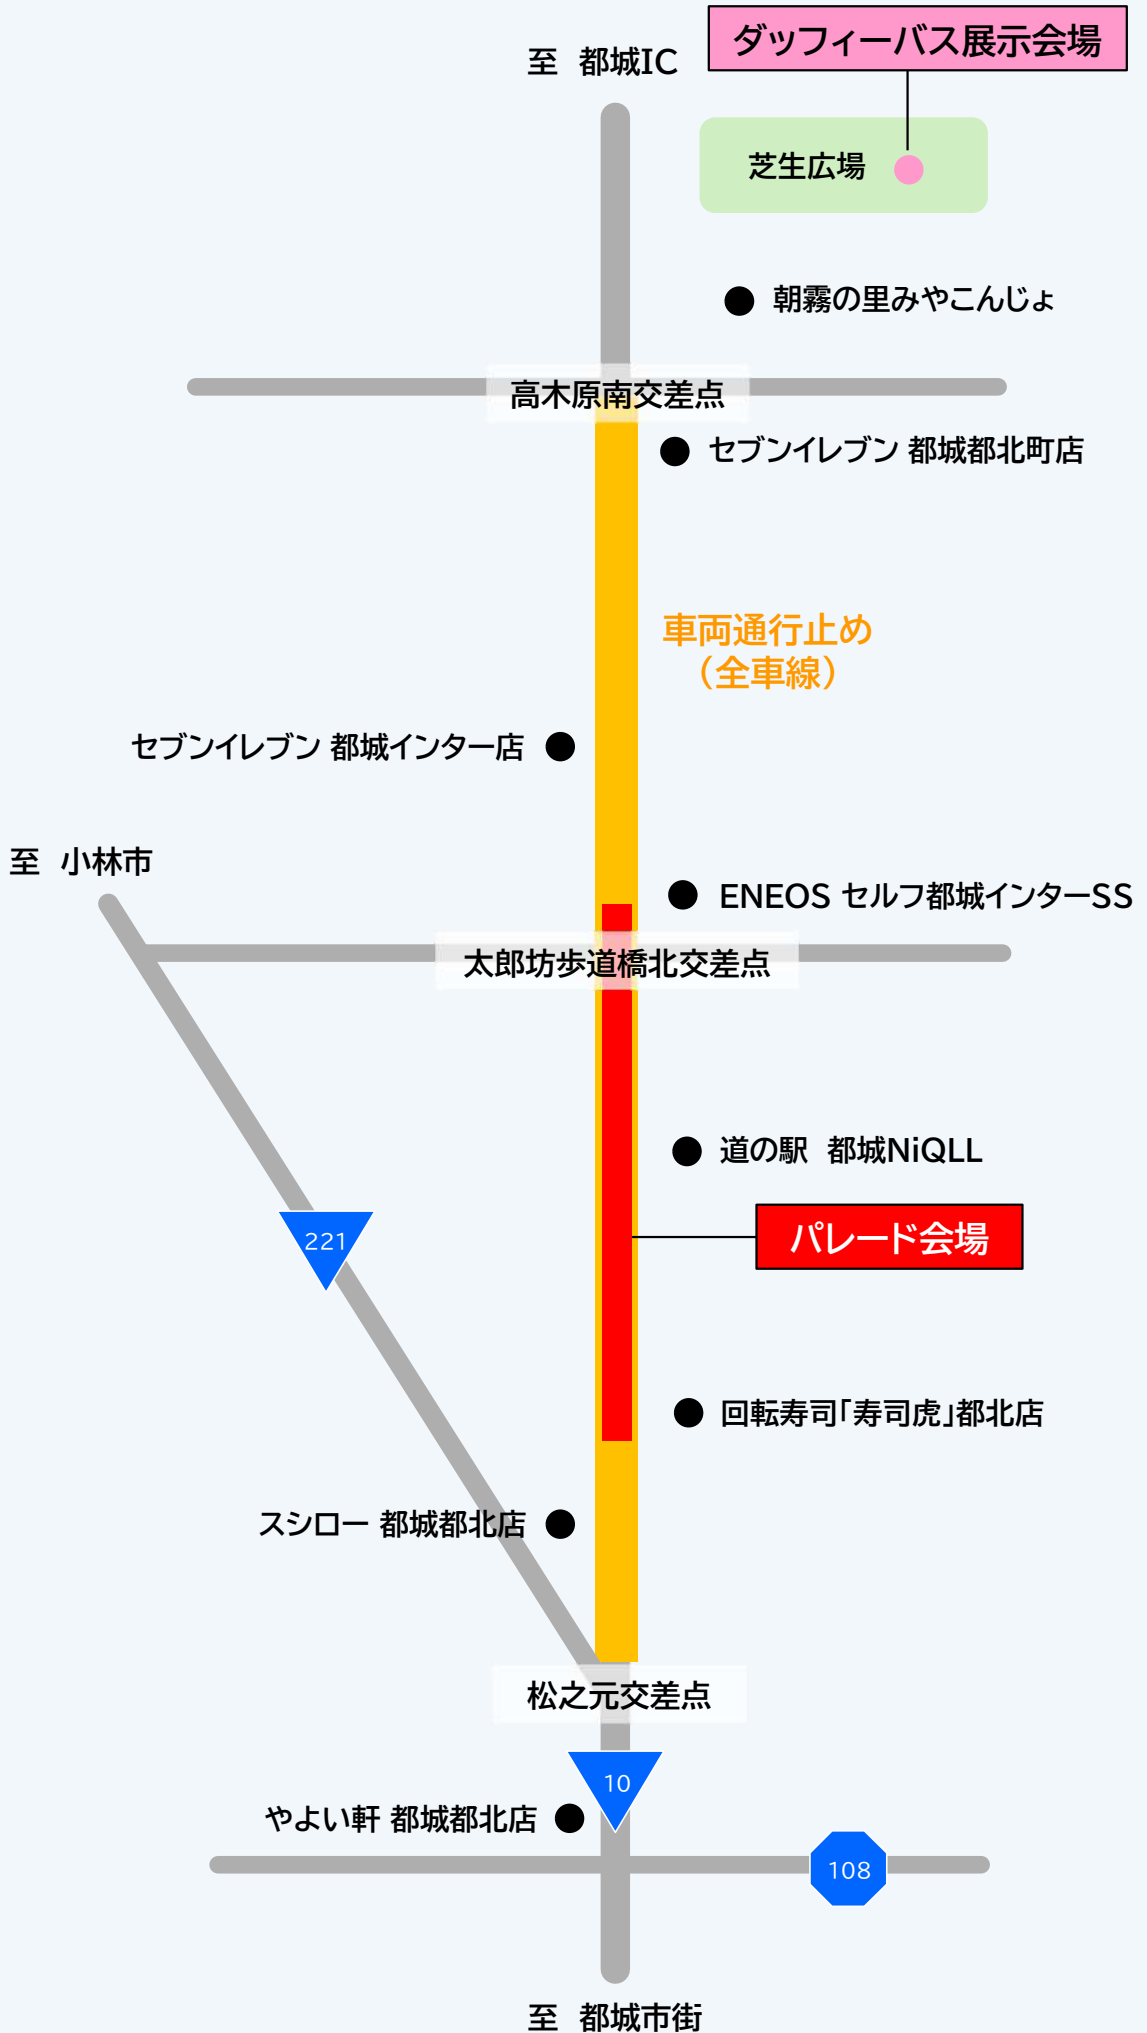 ダッフィーバス展示会場
至 都城IC
芝生広場
朝霧の里みやこんじょ
高木原南交差点
セブンイレブン 都城都北町店
車両通行止め
（全車線）
セブンイレブン 都城インター店
至 小林市
ENEOS セルフ都城インターSS
太郎坊歩道橋北交差点
道の駅 都城NiQLL
パレード会場
221
回転寿司「寿司虎」都北店
スシロー 都城都北店
松之元交差点
10
やよい軒 都城都北店
108
至 都城市街